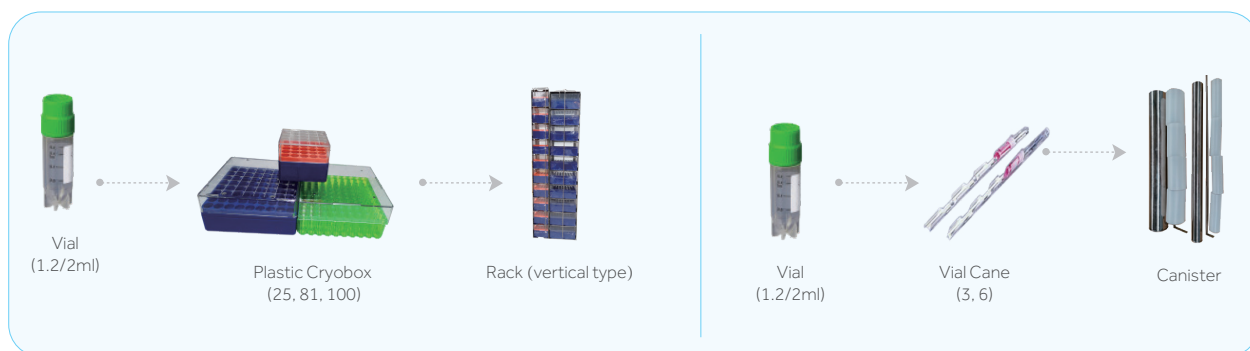 Vial
(1.2/2ml)
Plastic Cryobox
(25, 81, 100)
Rack (vertical type)
Vial
(1.2/2ml)
Vial Cane
(3, 6)
Canister